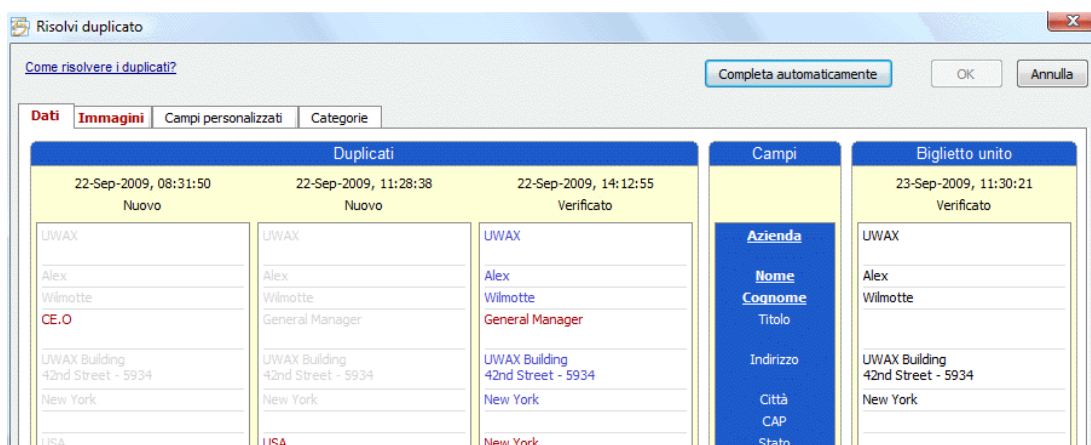 Risolvi duplicato
x
Come risolvere i duplicati?
Completa automaticamente
OK
Annulla
Dati
Immagini
Campi personalizzati
Categorie
Duplicati
Campi
Biglietto unito
22-Sep-2009, 08:31:50
22-Sep-2009, 11:28:38
22-Sep-2009, 14:12:55
23-Sep-2009, 11:30:21
Nuovo
Nuovo
Verificato
Verificato
UWAX
UWAX
UWAX
Azienda
UWAX
Alex
Alex
Alex
Nome
Alex
Wilmotte
Wilmotte
Wilmotte
Cognome
Wilmotte
CE.O
General Manager
General Manager
Titolo
UWAX Building
42nd Street - 5934
UWAX Building
42nd Street - 5934
UWAX Building
42nd Street - 5934
Indirizzo
UWAX Building
42nd Street - 5934
New York
New York
New York
Città
New York
CAP
USA
USA
New York
Stato